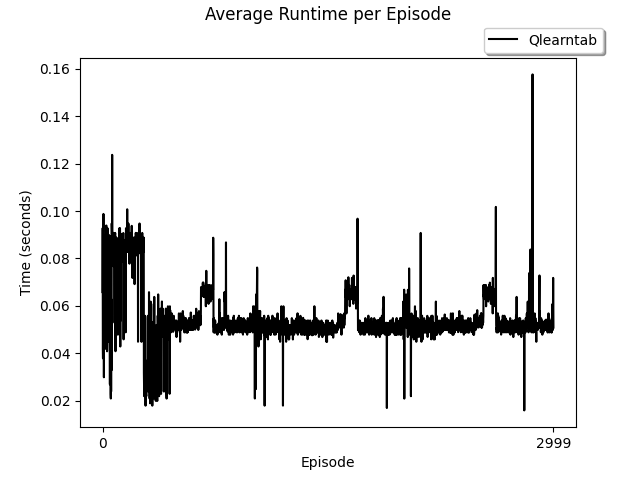 Average Runtime per Episode
Qlearntab
0.16
0.14
0.12
0.10
0.08
0.06
0.04
0.02
Time (seconds)
0
2999
Episode